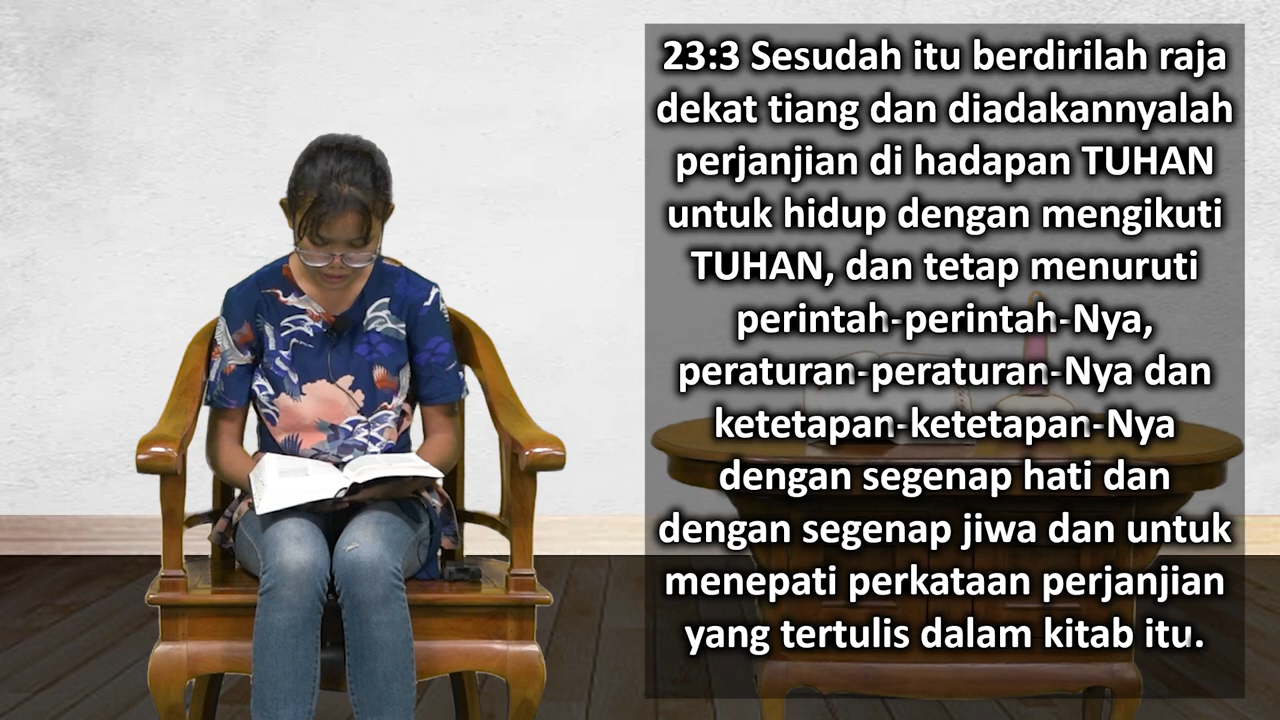 23:3 Sesudah itu berdirilah raja
dekat tiang dan diadakannyalah
perjanjian di hadapan TUHAN
untuk hidup dengan mengikuti
TUHAN, dan tetap menuruti
perintah-perintah-Nya,
peraturan-peraturan-Nya dan
ketetapan-ketetapan-Nya
dengan segenap hati dan
dengan segenap jiwa dan untuk
menepati perkataan perjanjian
yang tertulis dalam kitab itu.